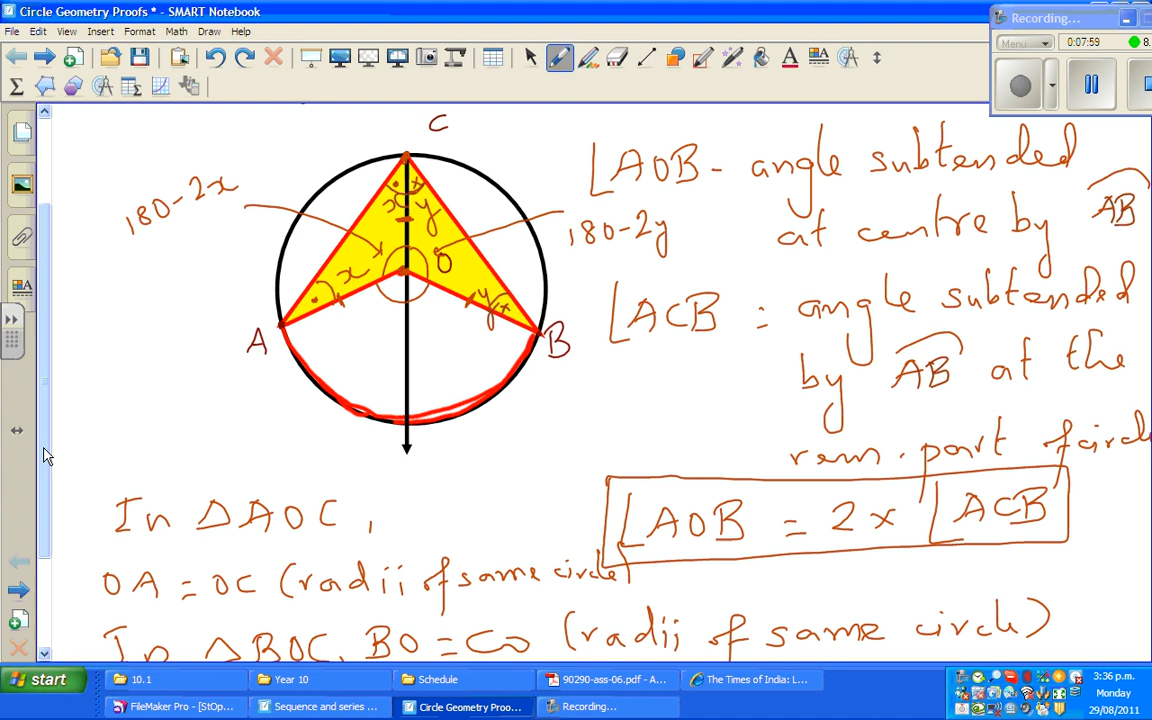 Circle Geometry Proofs * - SMART Notebook
File Edit View Insert Format Math Draw Help
Recording...
Menu
0:07:59
8.
C
180-2x
x y
x
y
O
180-2y
A
B
∠AOB - angle subtended
at centre by AB
∠ACB : angle subtended
by AB at the
rem. part of circle
∠AOB = 2 x ∠ACB
In △AOC,
OA = OC (radii of same circle)
In △BOC, BO = CO (radii of same circle)
start
10.1
Year 10
Schedule
90290-ass-06.pdf - A...
The Times of India: L...
FileMaker Pro - [StOp...
Sequence and series ...
Circle Geometry Proo...
Recording...
3:36 p.m.
Monday
29/08/2011